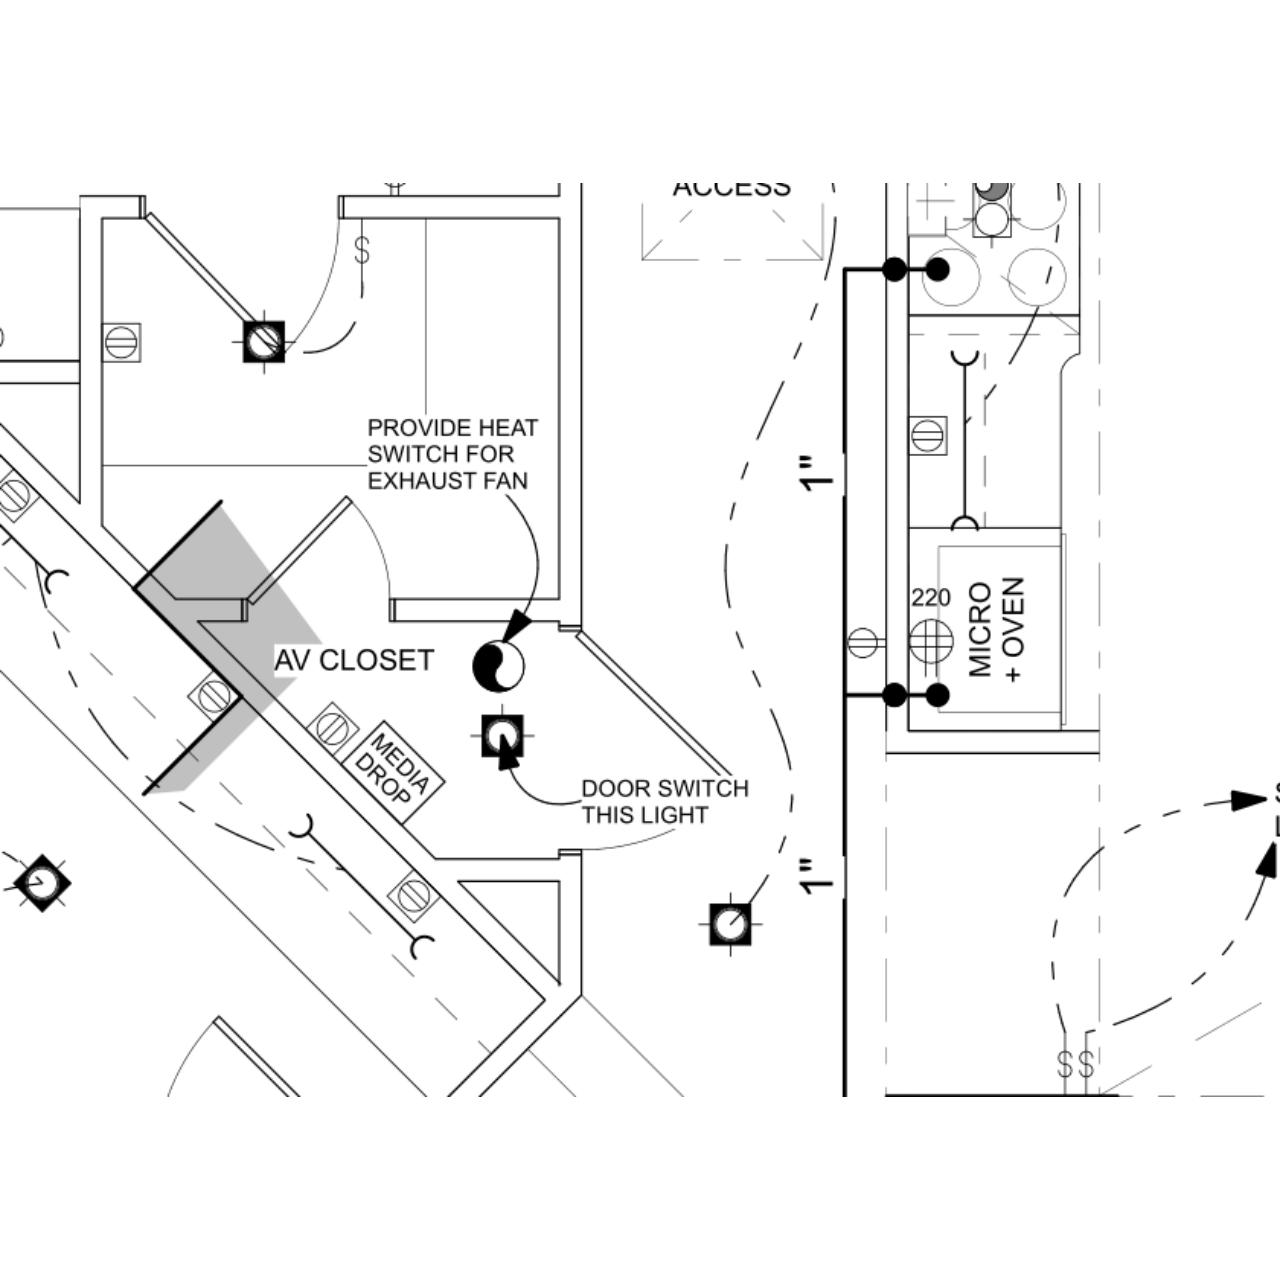 ACCESS
S
PROVIDE HEAT
SWITCH FOR
EXHAUST FAN
1"
220
MICRO
+ OVEN
AV CLOSET
MEDIA
DROP
DOOR SWITCH
THIS LIGHT
1"
S S